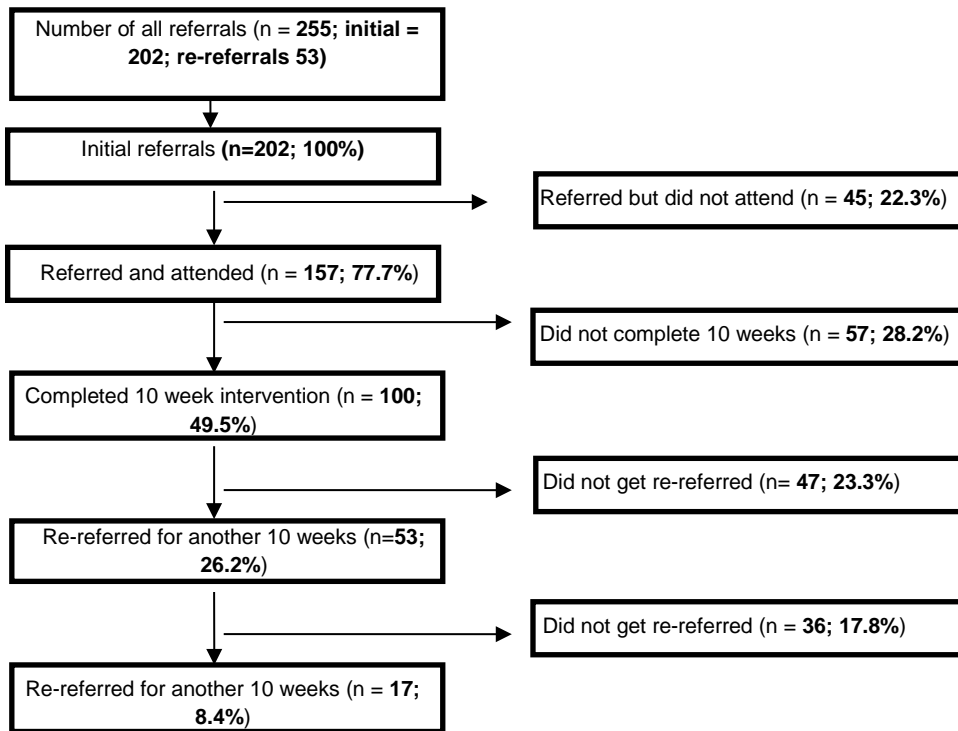 Number of all referrals (n = 255; initial =
202; re-referrals 53)
Initial referrals (n=202; 100%)
Referred but did not attend (n = 45; 22.3%)
Referred and attended (n = 157; 77.7%)
Did not complete 10 weeks (n = 57; 28.2%)
Completed 10 week intervention (n = 100;
49.5%)
Did not get re-referred (n= 47; 23.3%)
Re-referred for another 10 weeks (n=53;
26.2%)
Did not get re-referred (n = 36; 17.8%)
Re-referred for another 10 weeks (n = 17;
8.4%)